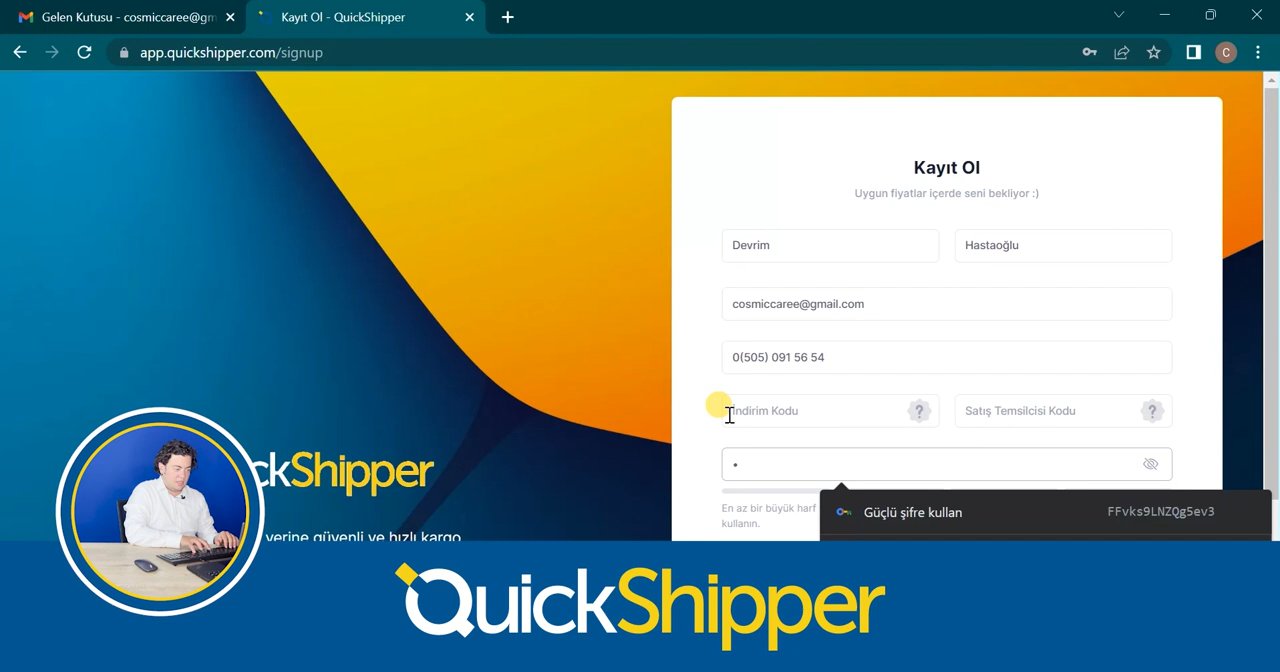 Gelen Kutusu - cosmiccaree@gm
Kayıt Ol - QuickShipper
app.quickshipper.com/signup
C
Kayıt Ol
Uygun fiyatlar içerde seni bekliyor :)
Devrim
Hastaoğlu
cosmiccaree@gmail.com
0(505) 091 56 54
İndirim Kodu
?
Satış Temsilcisi Kodu
?
En az bir büyük harf
kullanın.
Güçlü şifre kullan
FFvks9LNZQg5ev3
ckShipper
yerine güvenli ve hızlı kargo
QuickShipper